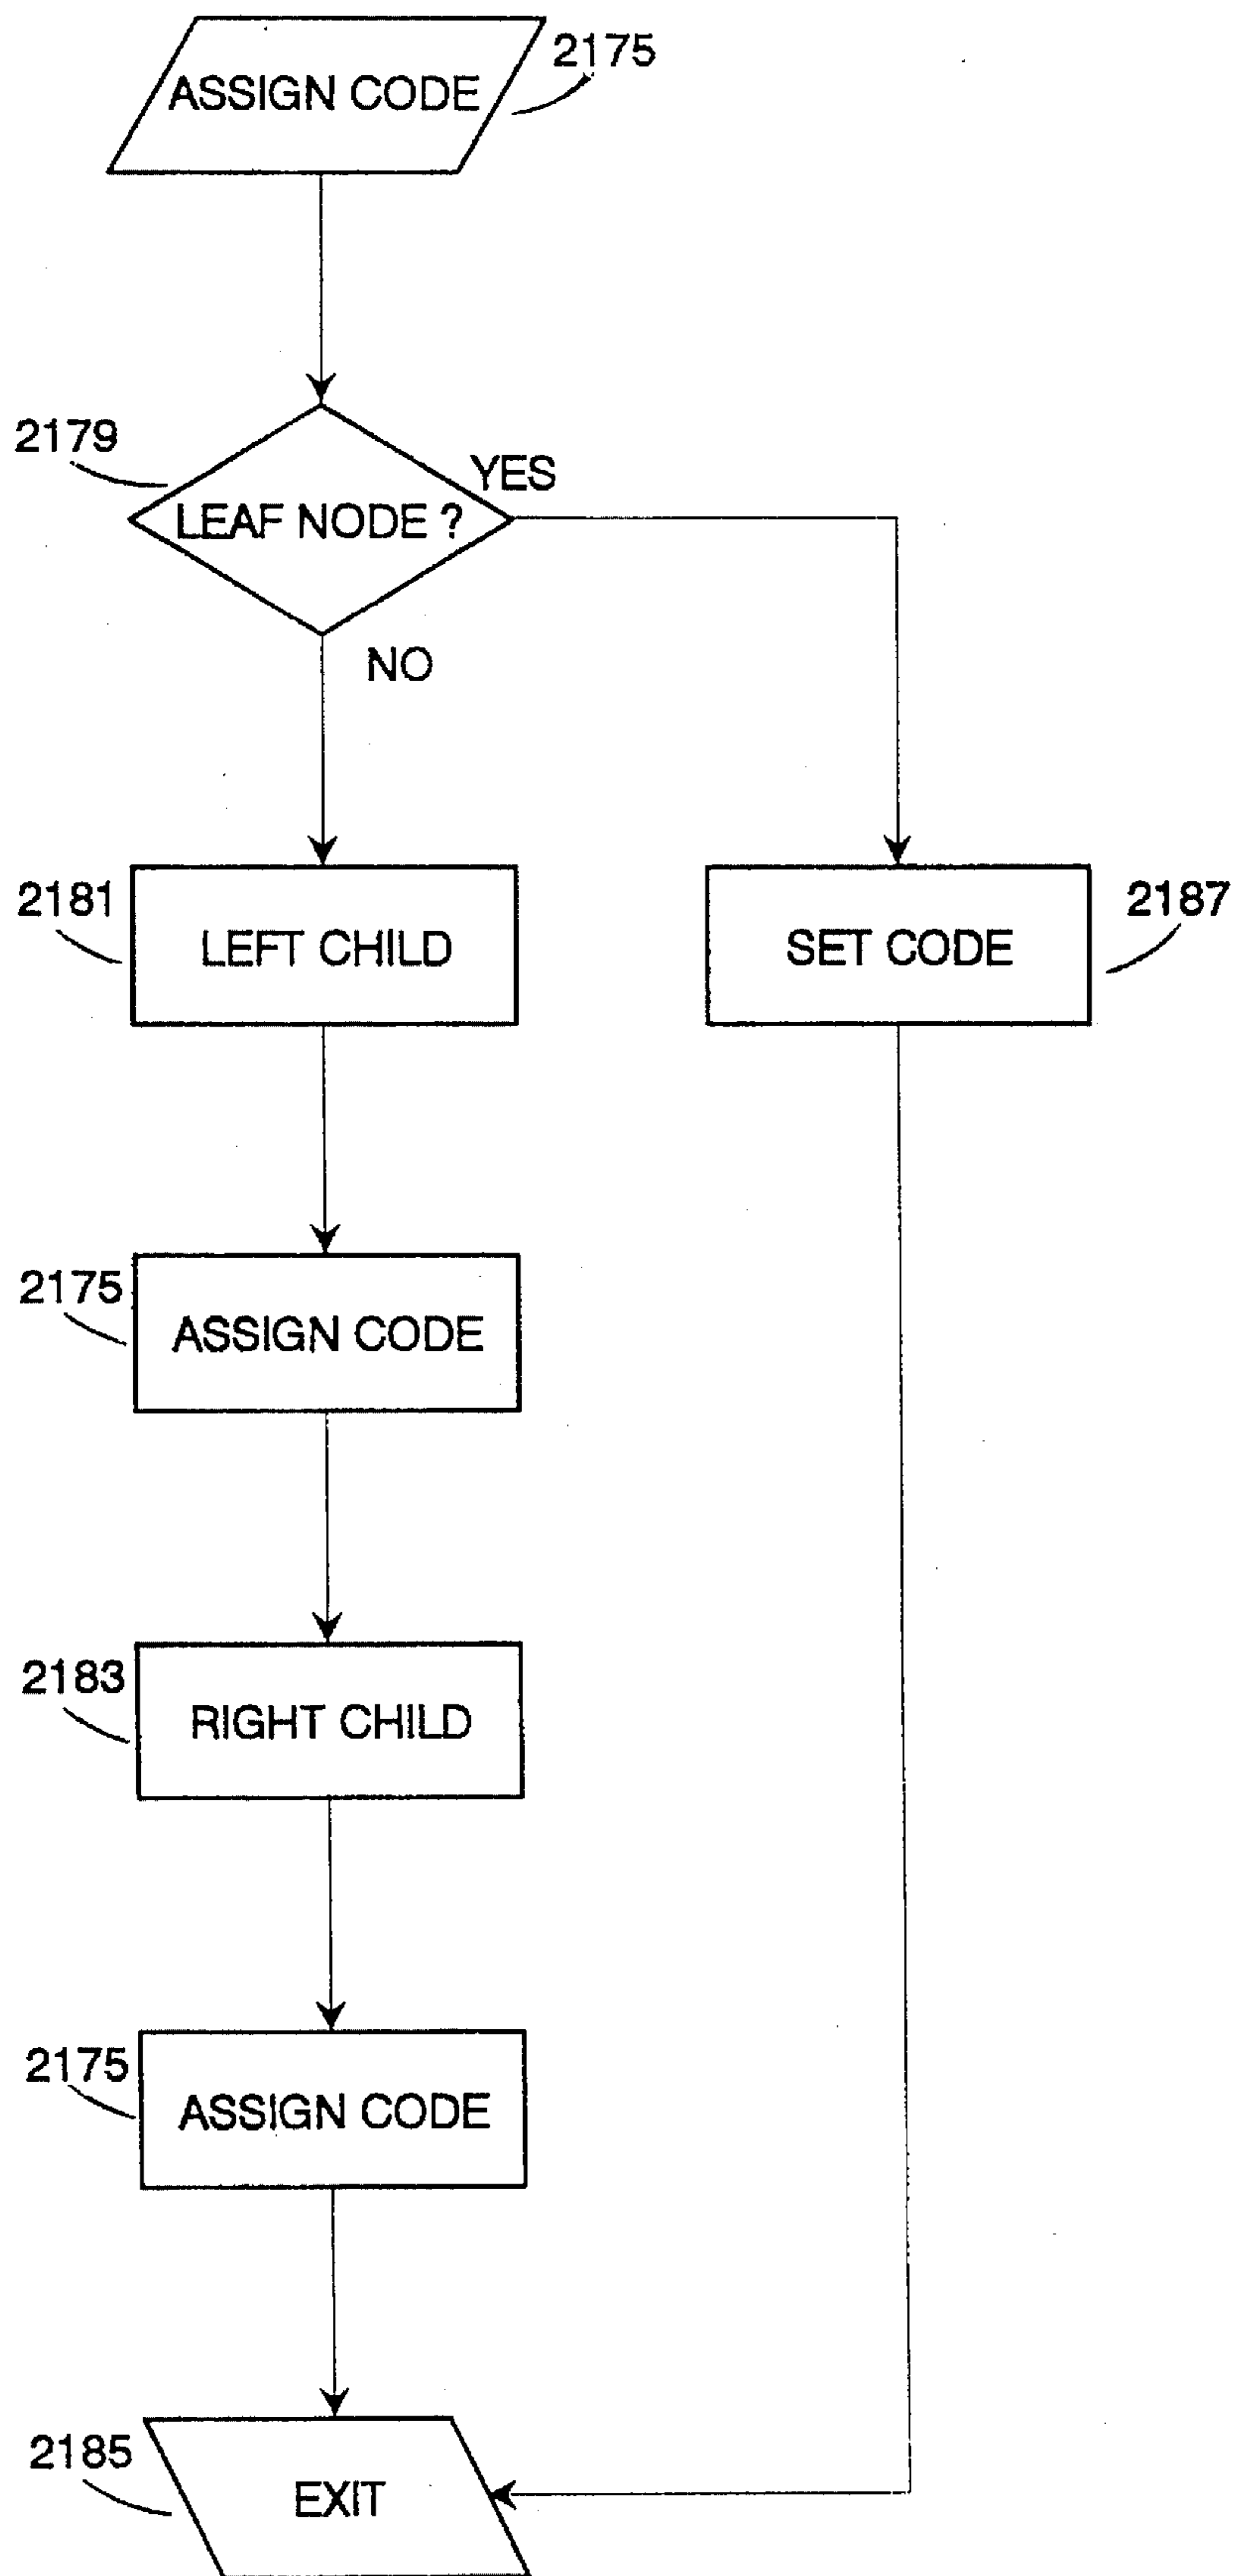 ASSIGN CODE
2175
2179
YES
LEAF NODE ?
NO
2181
LEFT CHILD
SET CODE
2187
2175
ASSIGN CODE
2183
RIGHT CHILD
2175
ASSIGN CODE
2185
EXIT